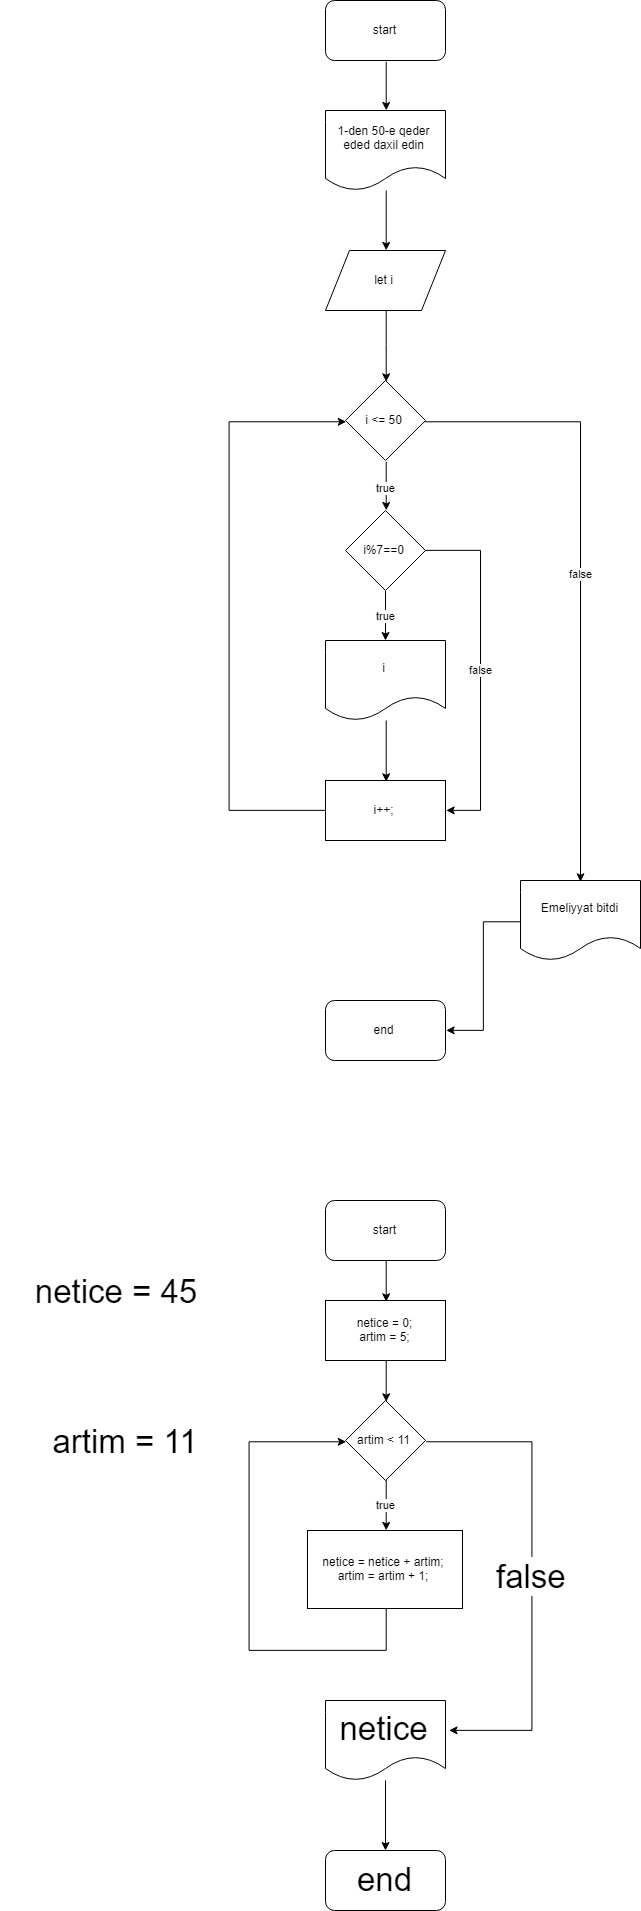 start
1-den 50-e qeder
eded daxil edin
let i
i <= 50
true
i%7==0
false
true
i
false
i++;
Emeliyyat bitdi
end
start
netice = 45
netice = 0;
artim = 5;
artim = 11
artim < 11
true
netice = netice + artim;
artim = artim + 1;
false
netice
end